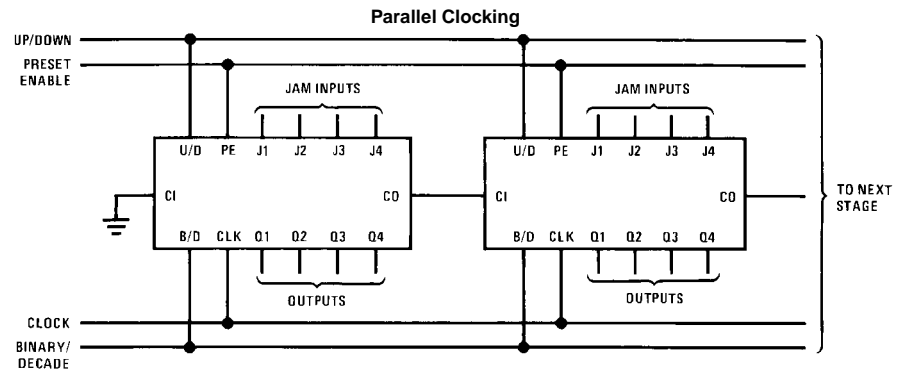 Parallel Clocking
UP/DOWN
PRESET
ENABLE
JAM INPUTS
JAM INPUTS
U/D PE J1 J2 J3 J4
U/D PE J1 J2 J3 J4
CI CO
CI CO
TO NEXT
STAGE
B/D CLK Q1 Q2 Q3 Q4
B/D CLK Q1 Q2 Q3 Q4
OUTPUTS
OUTPUTS
CLOCK
BINARY/
DECADE